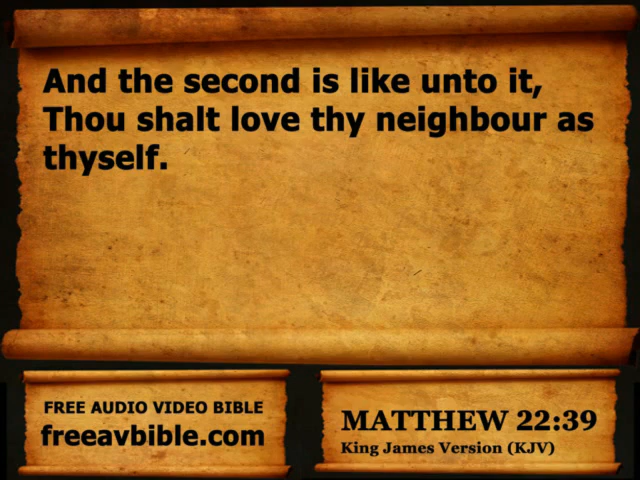 And the second is like unto it,
Thou shalt love thy neighbour as
thyself.
FREE AUDIO VIDEO BIBLE
freeavbible.com
MATTHEW 22:39
King James Version (KJV)